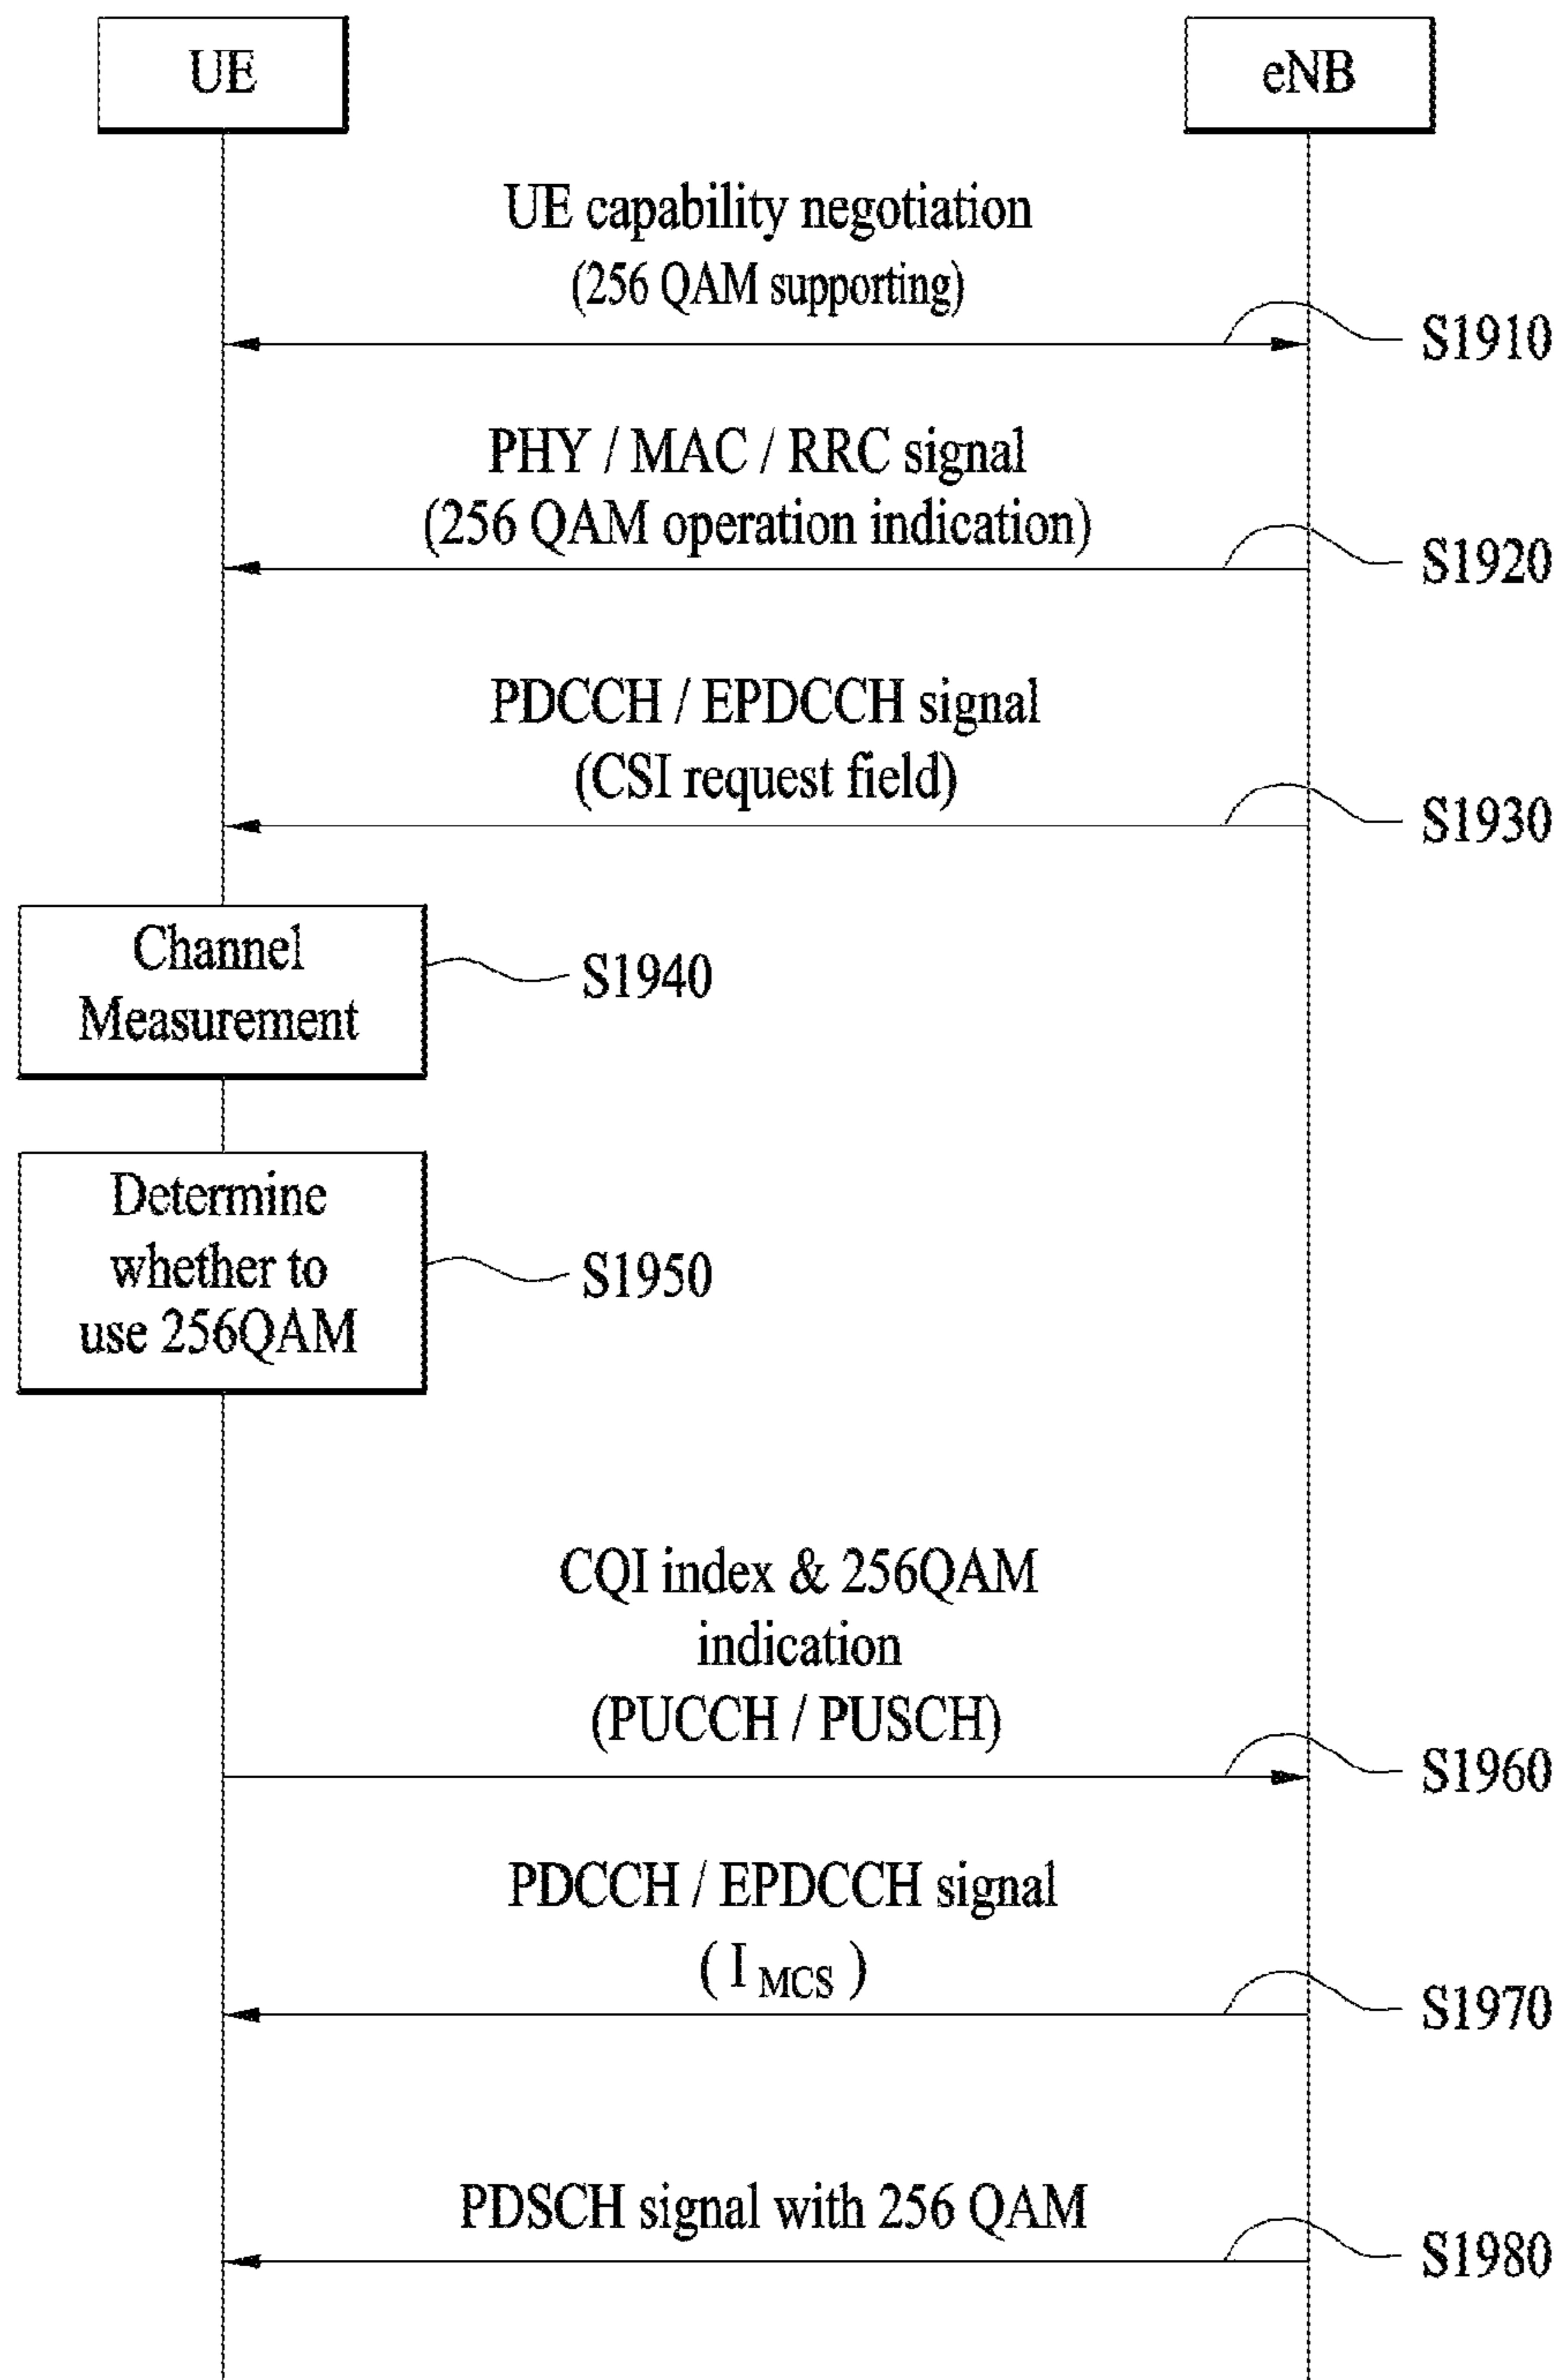 UE
eNB
UE capability negotiation
(256 QAM supporting)
S1910
PHY / MAC / RRC signal
(256 QAM operation indication)
S1920
PDCCH / EPDCCH signal
(CSI request field)
S1930
Channel
Measurement
S1940
Determine
whether to
use 256QAM
S1950
CQI index & 256QAM
indication
(PUCCH / PUSCH)
S1960
PDCCH / EPDCCH signal
( I MCS )
S1970
PDSCH signal with 256 QAM
S1980